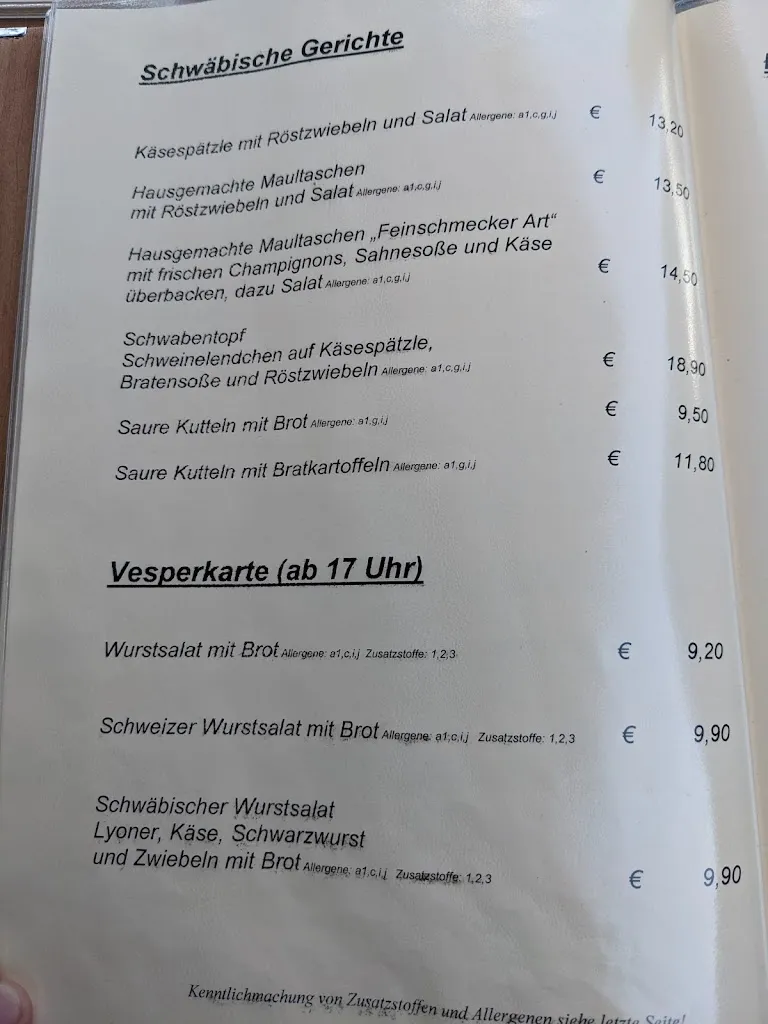 Schwäbische Gerichte
Käsespätzle mit Röstzwiebeln und Salat Allergene: a1,c,g,i,j € 13,20
Hausgemachte Maultaschen
mit Röstzwiebeln und Salat Allergene: a1,c,g,i,j € 13,50
Hausgemachte Maultaschen „Feinschmecker Art“
mit frischen Champignons, Sahnesoße und Käse
überbacken, dazu Salat Allergene: a1,c,g,i,j € 14,50
Schwabentopf
Schweinelendchen auf Käsespätzle,
Bratensoße und Röstzwiebeln Allergene: a1,c,g,i,j € 18,90
Saure Kutteln mit Brot Allergene: a1,g,i,j € 9,50
Saure Kutteln mit Bratkartoffeln Allergene: a1,g,i,j € 11,80
Vesperkarte (ab 17 Uhr)
Wurstsalat mit Brot Allergene: a1,c,i,j Zusatzstoffe: 1,2,3 € 9,20
Schweizer Wurstsalat mit Brot Allergene: a1,c,i,j Zusatzstoffe: 1,2,3 € 9,90
Schwäbischer Wurstsalat
Lyoner, Käse, Schwarzwurst
und Zwiebeln mit Brot Allergene: a1,c,i,j Zusatzstoffe: 1,2,3 € 9,90
Kenntlichmachung von Zusatzstoffen und Allergenen siehe letzte Seite!